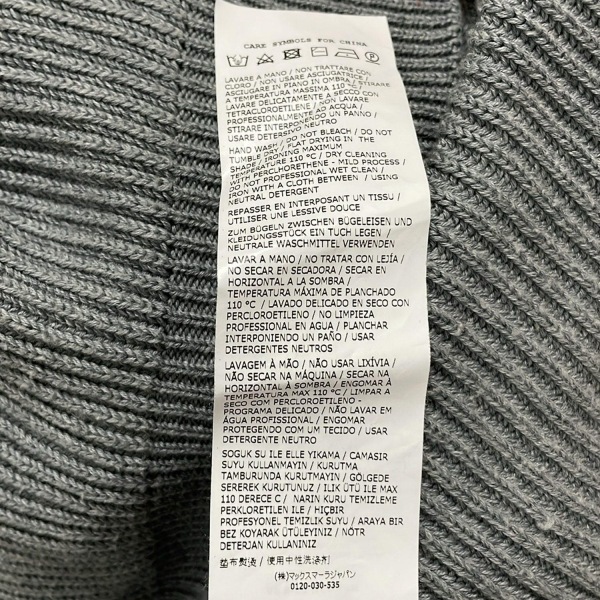 CARE SYMBOLS FOR CHINA
LAVARE A MANO / NON TRATTARE CON
CLORO / NON USARE ASCIUGATRICE /
ASCIUGARE IN PIANO IN OMBRA / STIRARE
A TEMPERATURA MASSIMA 110 °C /
LAVARE DELICATAMENTE A SECCO CON
TETRACLOROETILENE / NON LAVARE
PROFESSIONALMENTE AD ACQUA /
STIRARE INTERPONENDO UN PANNO /
USARE DETERSIVO NEUTRO
HAND WASH / DO NOT BLEACH / DO NOT
TUMBLE DRY / FLAT DRYING IN THE
SHADE / IRONING MAXIMUM
TEMPERATURE 110 °C / DRY CLEANING
WITH PERCHLORETHENE - MILD PROCESS /
DO NOT PROFESSIONAL WET CLEAN /
IRON WITH A CLOTH BETWEEN / USING
NEUTRAL DETERGENT
REPASSER EN INTERPOSANT UN TISSU /
UTILISER UNE LESSIVE DOUCE
ZUM BÜGELN ZWISCHEN BÜGELEISEN UND
KLEIDUNGSSTÜCK EIN TUCH LEGEN /
NEUTRALE WASCHMITTEL VERWENDEN
LAVAR A MANO / NO TRATAR CON LEJÍA /
NO SECAR EN SECADORA / SECAR EN
HORIZONTAL A LA SOMBRA /
TEMPERATURA MÁXIMA DE PLANCHADO
110 °C / LAVADO DELICADO EN SECO CON
PERCLOROETILENO / NO LIMPIEZA
PROFESSIONAL EN AGUA / PLANCHAR
INTERPONIENDO UN PAÑO / USAR
DETERGENTES NEUTROS
LAVAGEM À MÃO / NÃO USAR LIXÍVIA /
NÃO SECAR NA MÁQUINA / SECAR NA
HORIZONTAL À SOMBRA / ENGOMAR À
TEMPERATURA MAX 110 °C / LIMPAR A
SECO COM PERCLOROETILENO -
PROGRAMA DELICADO / NÃO LAVAR EM
ÁGUA PROFISSIONAL / ENGOMAR
PROTEGENDO COM UM TECIDO / USAR
DETERGENTE NEUTRO
SOGUK SU ILE ELLE YIKAMA / CAMASIR
SUYU KULLANMAYIN / KURUTMA
TAMBURUNDA KURUTMAYIN / GÖLGEDE
SEREREK KURUTUNUZ / ILIK ÜTÜ ILE MAX
110 DERECE C / NARIN KURU TEMIZLEME
PERKLORETILEN ILE / HIÇBIR
PROFESYONEL TEMIZLIK SUYU / ARAYA BIR
BEZ KOYARAK ÜTÜLEYINIZ / NÖTR
DETERJAN KULLANINIZ
垫布熨烫 / 使用中性洗涤剂
(株)マックスマーラジャパン
0120-030-535